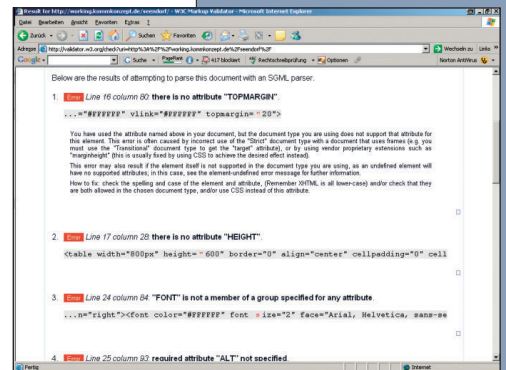 Result for http://working.konmkonzept.de/seendorf/ - W3C Markup Validator - Microsoft Internet Explorer
Datei Bearbeiten Ansicht Favoriten Extras ?
Zurück Suchen Favoriten
Adresse http://validator.w3.org/check?uri=http%3A%2F%2Fworking.konmkonzept.de%2Fseendorf%2F Wechseln zu Links »
Google - G Suche PageRank 417 blockiert Rechtschreibprüfung Optionen Norton AntiVirus
Below are the results of attempting to parse this document with an SGML parser.
1. Error Line 16 column 80: there is no attribute "TOPMARGIN".
...="#FFFFFF" vlink="#FFFFFF" topmargin="20">
You have used the attribute named above in your document, but the document type you are using does not support that attribute for
this element. This error is often caused by incorrect use of the "Strict" document type with a document that uses frames (e.g. you
must use the "Transitional" document type to get the "target" attribute), or by using vendor proprietary extensions such as
"marginheight" (this is usually fixed by using CSS to achieve the desired effect instead).
This error may also result if the element itself is not supported in the document type you are using, as an undefined element will
have no supported attributes; in this case, see the element-undefined error message for further information.
How to fix: check the spelling and case of the element and attribute, (Remember XHTML is all lower-case) and/or check that they
are both allowed in the chosen document type, and/or use CSS instead of this attribute.
2. Error Line 17 column 28: there is no attribute "HEIGHT".
<table width="800px" height="600" border="0" align="center" cellpadding="0" cell
3. Error Line 24 column 84: "FONT" is not a member of a group specified for any attribute.
...n="right"><font color="#FFFFFF" font size="2" face="Arial, Helvetica, sans-se
4. Error Line 25 column 93: required attribute "ALT" not specified.
Fertig Internet